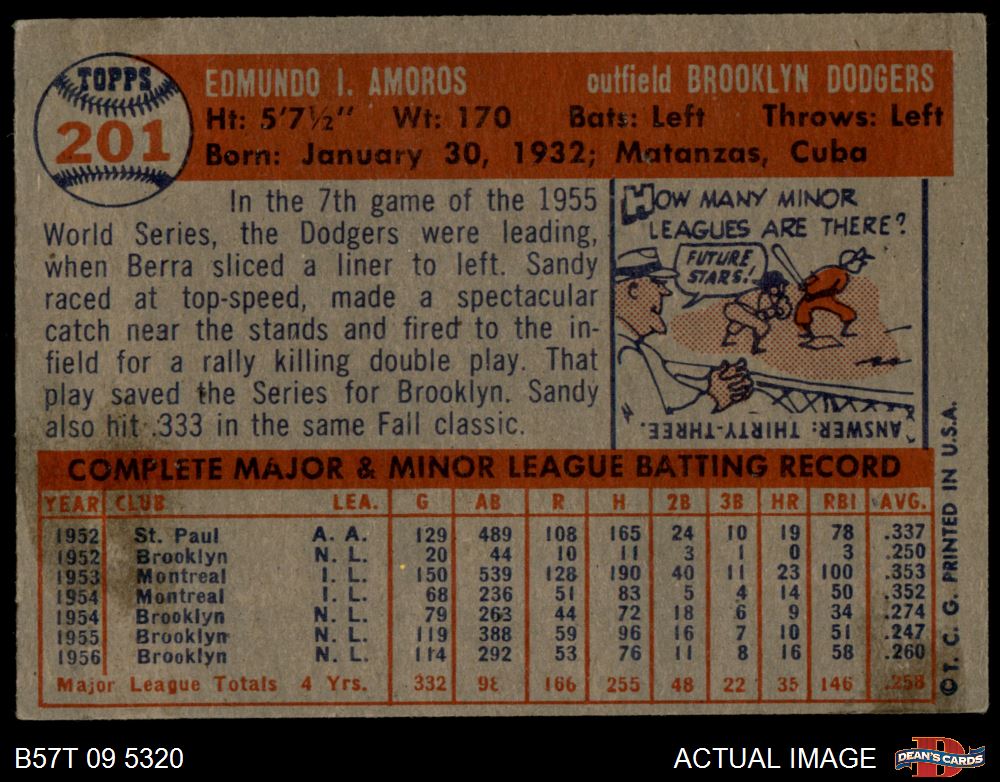 TOPPS
201
EDMUNDO I. AMOROS outfield BROOKLYN DODGERS
Ht: 5'7½" Wt: 170 Bats: Left Throws: Left
Born: January 30, 1932; Matanzas, Cuba
In the 7th game of the 1955
World Series, the Dodgers were leading,
when Berra sliced a liner to left. Sandy
raced at top-speed, made a spectacular
catch near the stands and fired to the in-
field for a rally killing double play. That
play saved the Series for Brooklyn. Sandy
also hit .333 in the same Fall classic.
HOW MANY MINOR
LEAGUES ARE THERE?
FUTURE
STARS!
ANSWER: THIRTY-THREE.
COMPLETE MAJOR & MINOR LEAGUE BATTING RECORD
YEAR CLUB LEA. G AB R H 2B 3B HR RBI AVG.
1952 St. Paul A. A. 129 489 108 165 24 10 19 78 .337
1952 Brooklyn N. L. 20 44 10 11 3 1 0 3 .250
1953 Montreal I. L. 150 539 128 190 40 11 23 100 .353
1954 Montreal I. L. 68 236 51 83 5 4 14 50 .352
1954 Brooklyn N. L. 79 263 44 72 18 6 9 34 .274
1955 Brooklyn N. L. 119 388 59 96 16 7 10 51 .247
1956 Brooklyn N. L. 114 292 53 76 11 8 16 58 .260
Major League Totals 4 Yrs. 332 166 255 48 22 35 146 .258
© T. C. G. PRINTED IN U.S.A.
B57T 09 5320 ACTUAL IMAGE
DEAN'S CARDS